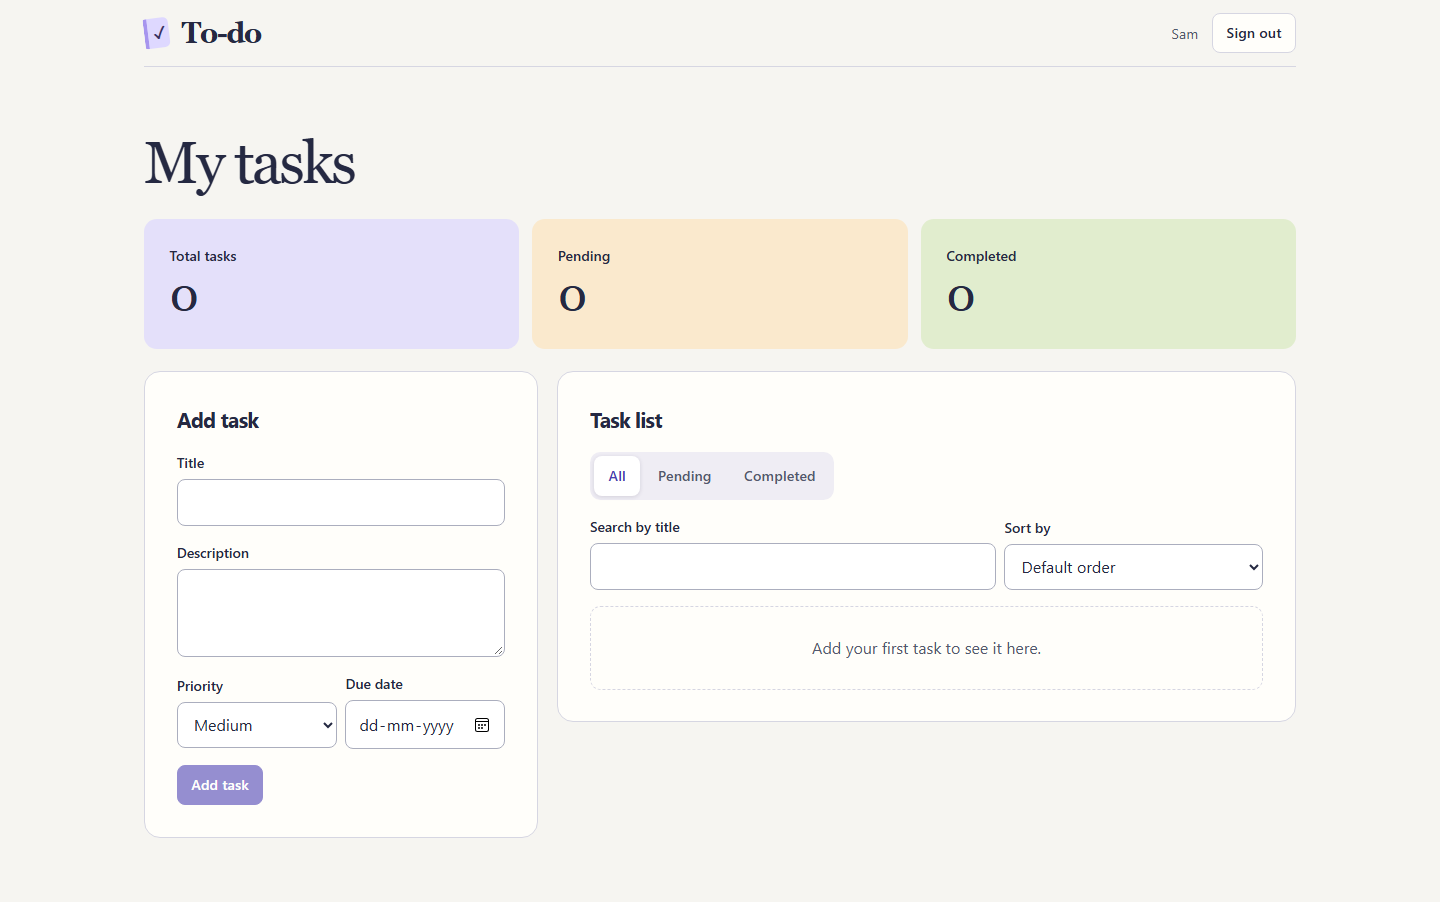 To-do
Sam
Sign out
My tasks
Total tasks
0
Pending
0
Completed
0
Add task
Title
Description
Priority
Due date
Medium
dd-mm-yyyy
Add task
Task list
All
Pending
Completed
Search by title
Sort by
Default order
Add your first task to see it here.